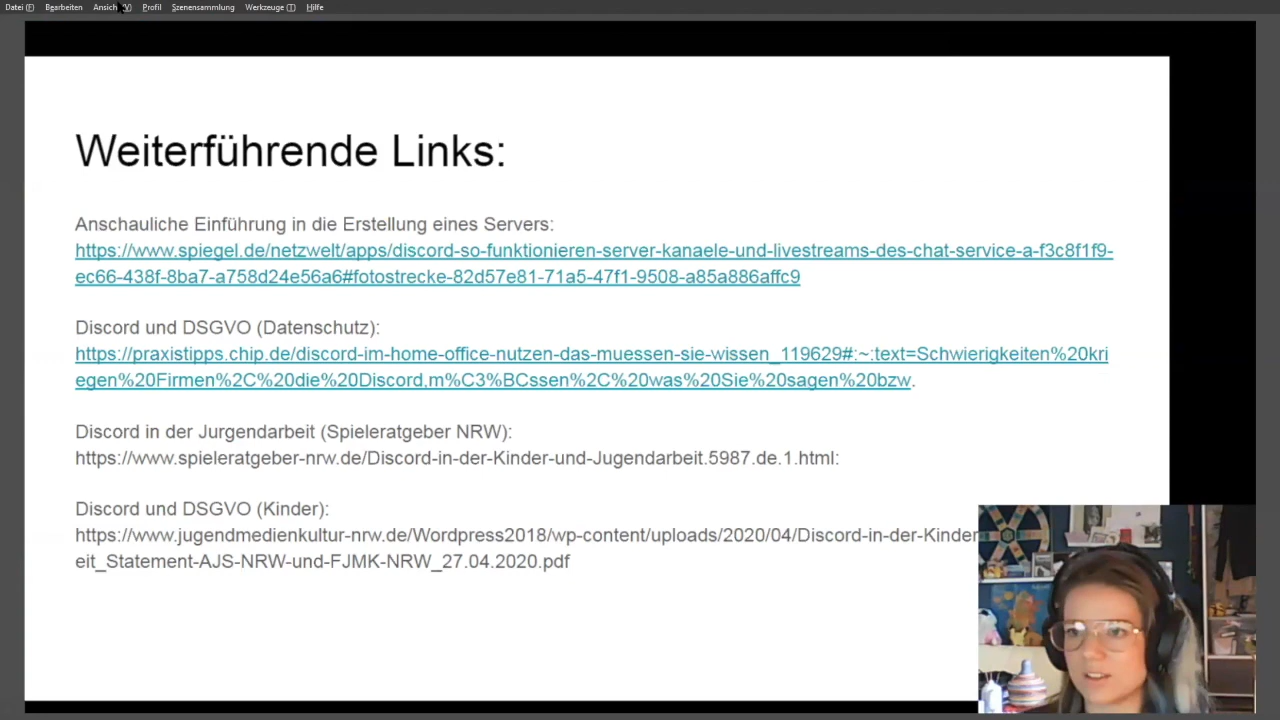 Datei (F) Bearbeiten Ansich (V) Profil Szenensammlung Werkzeuge (T) Hilfe
Weiterführende Links:
Anschauliche Einführung in die Erstellung eines Servers:
https://www.spiegel.de/netzwelt/apps/discord-so-funktionieren-server-kanaele-und-livestreams-des-chat-service-a-f3c8f1f9-
ec66-438f-8ba7-a758d24e56a6#fotostrecke-82d57e81-71a5-47f1-9508-a85a886affc9
Discord und DSGVO (Datenschutz):
https://praxistipps.chip.de/discord-im-home-office-nutzen-das-muessen-sie-wissen_119629#:~:text=Schwierigkeiten%20kri
egen%20Firmen%2C%20die%20Discord,m%C3%BCssen%2C%20was%20Sie%20sagen%20bzw.
Discord in der Jurgendarbeit (Spieleratgeber NRW):
https://www.spieleratgeber-nrw.de/Discord-in-der-Kinder-und-Jugendarbeit.5987.de.1.html:
Discord und DSGVO (Kinder):
https://www.jugendmedienkultur-nrw.de/Wordpress2018/wp-content/uploads/2020/04/Discord-in-der-Kinder
eit_Statement-AJS-NRW-und-FJMK-NRW_27.04.2020.pdf